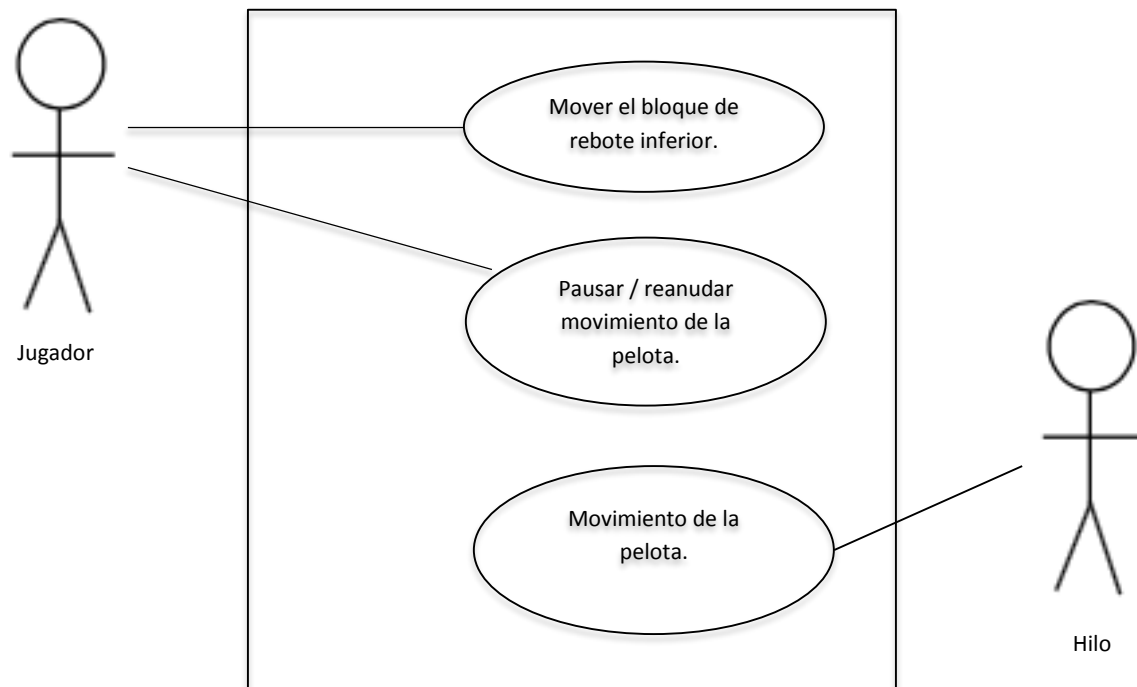 Mover el bloque de
rebote inferior.
Pausar / reanudar
movimiento de la
pelota.
Jugador
Movimiento de la
pelota.
Hilo